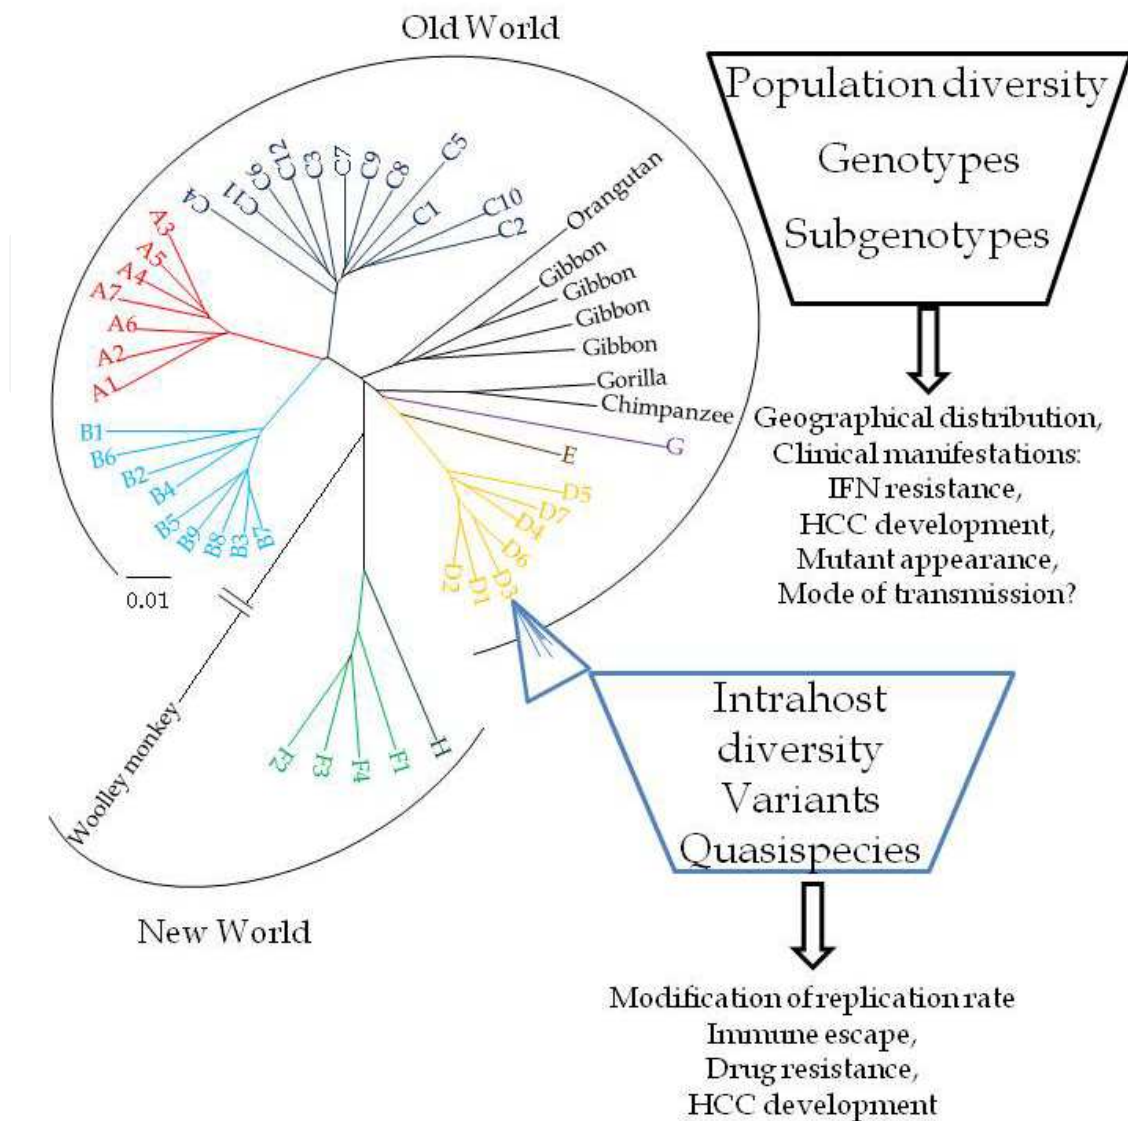 Old World
Population diversity
Genotypes
Subgenotypes
C4
C11
C6
C12
C3
C7
C9
C8
C5
C1
C10
C2
Orangutan
Gibbon
Gibbon
Gibbon
Gibbon
Gorilla
Chimpanzee
G
E
A3
A5
A4
A7
A6
A2
A1
B1
B6
B2
B4
B5
B9
B8
B3
B7
D5
D7
D4
D6
D3
D1
D2
0.01
Geographical distribution,
Clinical manifestations:
IFN resistance,
HCC development,
Mutant appearance,
Mode of transmission?
Woolley monkey
F2
F3
F4
F1
H
New World
Intrahost
diversity
Variants
Quasispecies
Modification of replication rate
Immune escape,
Drug resistance,
HCC development